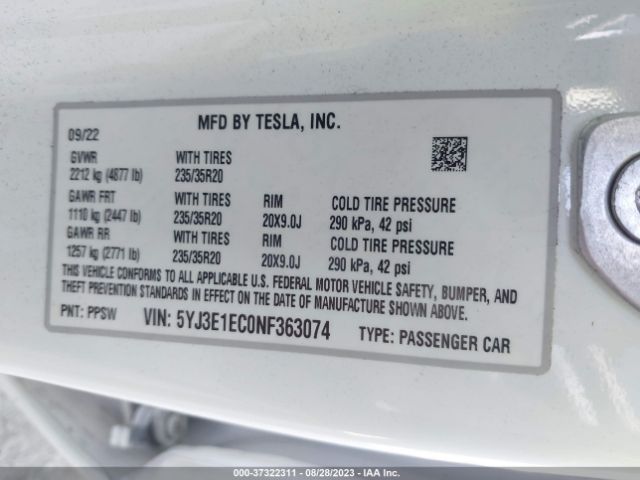 MFD BY TESLA, INC.
09/22
GVWR WITH TIRES
2212 kg (4877 lb) 235/35R20
GAWR FRT WITH TIRES RIM COLD TIRE PRESSURE
1110 kg (2447 lb) 235/35R20 20X9.0J 290 kPa, 42 psi
GAWR RR WITH TIRES RIM COLD TIRE PRESSURE
1257 kg (2771 lb) 235/35R20 20X9.0J 290 kPa, 42 psi
THIS VEHICLE CONFORMS TO ALL APPLICABLE U.S. FEDERAL MOTOR VEHICLE SAFETY, BUMPER, AND
THEFT PREVENTION STANDARDS IN EFFECT ON THE DATE OF MANUFACTURE SHOWN ABOVE.
PNT: PPSW VIN: 5YJ3E1EC0NF363074 TYPE: PASSENGER CAR
000-37322311 - 08/28/2023 - IAA Inc.